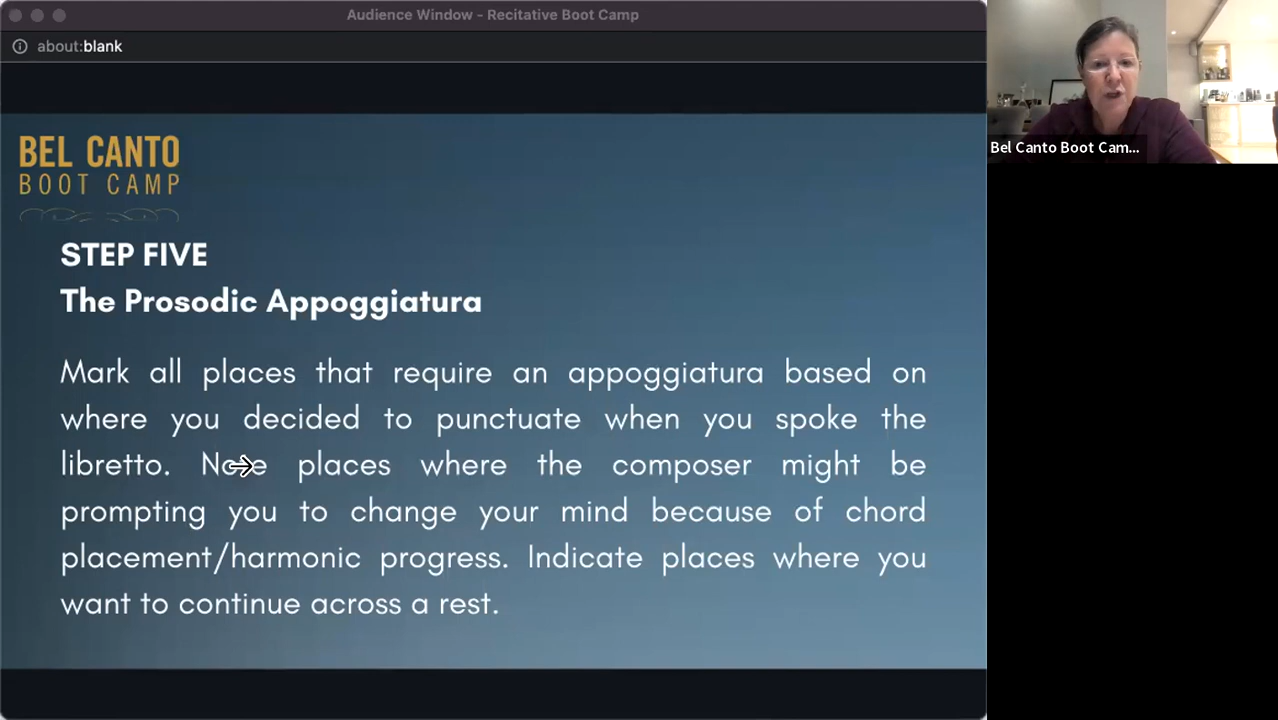 Audience Window - Recitative Boot Camp
about:blank
BEL CANTO
BOOT CAMP
Bel Canto Boot Cam...
STEP FIVE
The Prosodic Appoggiatura
Mark all places that require an appoggiatura based on
where you decided to punctuate when you spoke the
libretto. Note places where the composer might be
prompting you to change your mind because of chord
placement/harmonic progress. Indicate places where you
want to continue across a rest.